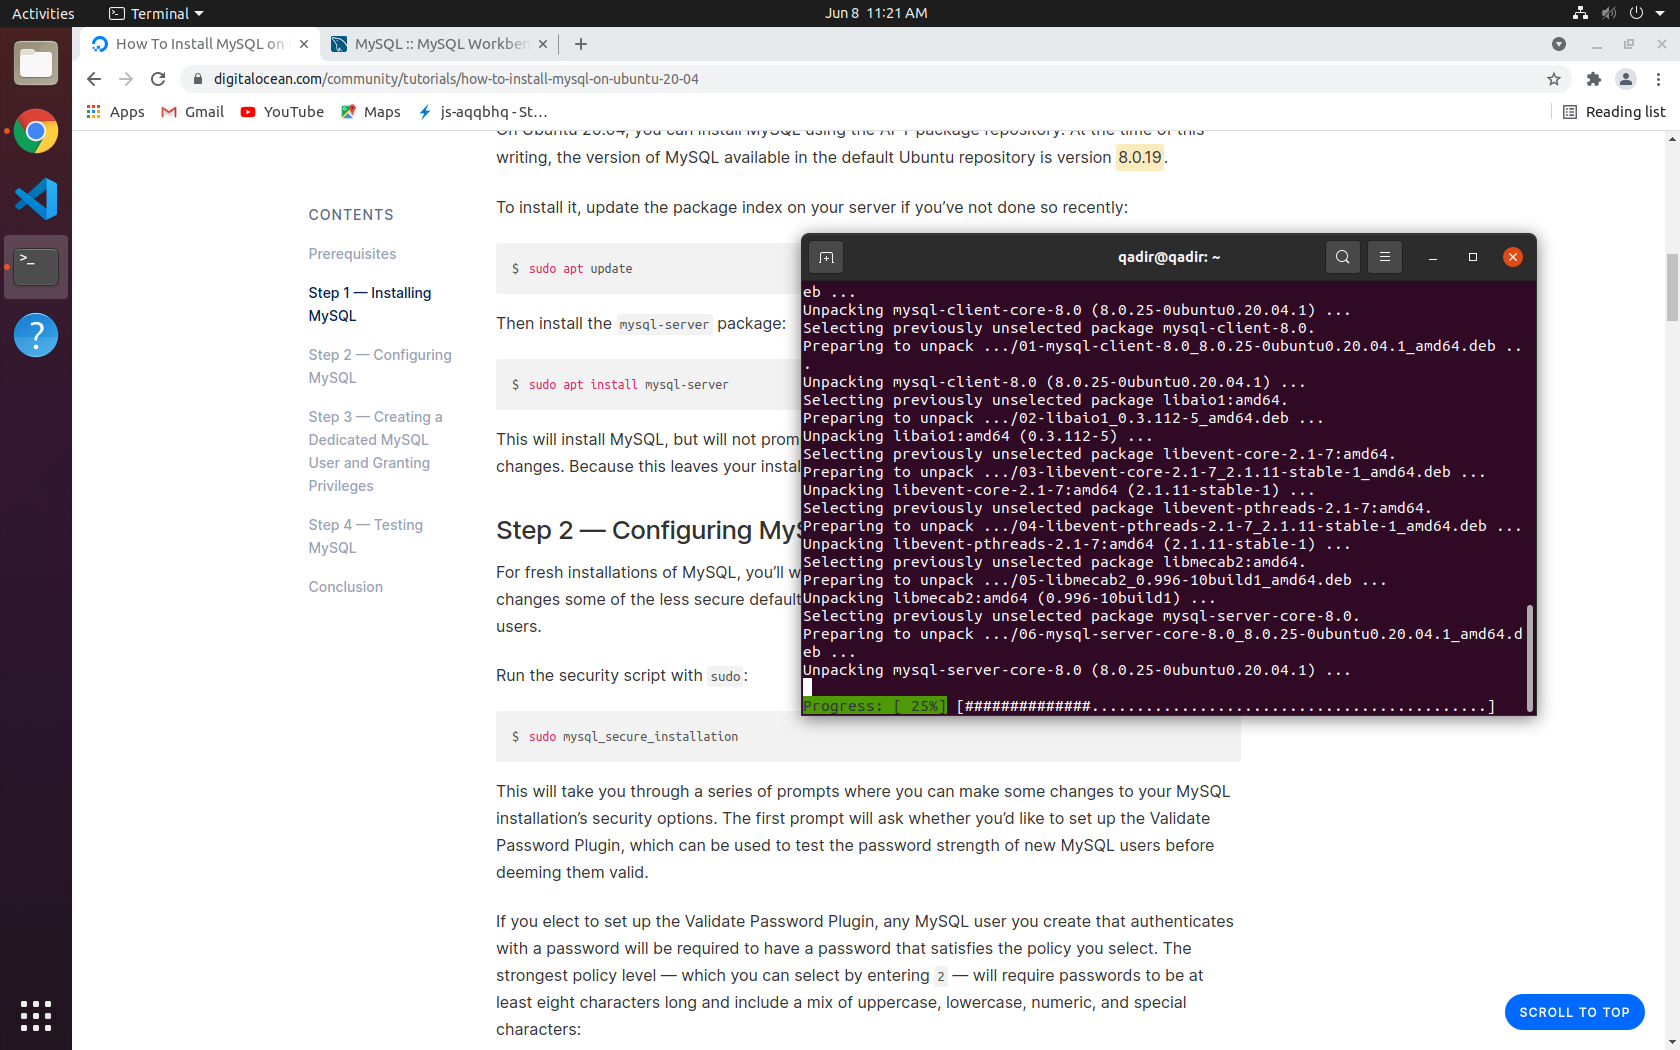 Activities
Terminal
Jun 8 11:21 AM
How To Install MySQL on
MySQL :: MySQL Workben
digitalocean.com/community/tutorials/how-to-install-mysql-on-ubuntu-20-04
Apps
Gmail
YouTube
Maps
js-aqqbhq - St...
Reading list
On Ubuntu 20.04, you can install MySQL using the APT package repository. At the time of this
writing, the version of MySQL available in the default Ubuntu repository is version 8.0.19.
CONTENTS
Prerequisites
Step 1 — Installing
MySQL
Step 2 — Configuring
MySQL
Step 3 — Creating a
Dedicated MySQL
User and Granting
Privileges
Step 4 — Testing
MySQL
Conclusion
To install it, update the package index on your server if you've not done so recently:
$ sudo apt update
Then install the mysql-server package:
$ sudo apt install mysql-server
This will install MySQL, but will not prom
changes. Because this leaves your instal
Step 2 — Configuring MyS
For fresh installations of MySQL, you'll w
changes some of the less secure default
users.
Run the security script with sudo:
$ sudo mysql_secure_installation
This will take you through a series of prompts where you can make some changes to your MySQL
installation's security options. The first prompt will ask whether you'd like to set up the Validate
Password Plugin, which can be used to test the password strength of new MySQL users before
deeming them valid.
If you elect to set up the Validate Password Plugin, any MySQL user you create that authenticates
with a password will be required to have a password that satisfies the policy you select. The
strongest policy level — which you can select by entering 2 — will require passwords to be at
least eight characters long and include a mix of uppercase, lowercase, numeric, and special
characters:
qadir@qadir: ~
eb ...
Unpacking mysql-client-core-8.0 (8.0.25-0ubuntu0.20.04.1) ...
Selecting previously unselected package mysql-client-8.0.
Preparing to unpack .../01-mysql-client-8.0_8.0.25-0ubuntu0.20.04.1_amd64.deb ..
.
Unpacking mysql-client-8.0 (8.0.25-0ubuntu0.20.04.1) ...
Selecting previously unselected package libaio1:amd64.
Preparing to unpack .../02-libaio1_0.3.112-5_amd64.deb ...
Unpacking libaio1:amd64 (0.3.112-5) ...
Selecting previously unselected package libevent-core-2.1-7:amd64.
Preparing to unpack .../03-libevent-core-2.1-7_2.1.11-stable-1_amd64.deb ...
Unpacking libevent-core-2.1-7:amd64 (2.1.11-stable-1) ...
Selecting previously unselected package libevent-pthreads-2.1-7:amd64.
Preparing to unpack .../04-libevent-pthreads-2.1-7_2.1.11-stable-1_amd64.deb ...
Unpacking libevent-pthreads-2.1-7:amd64 (2.1.11-stable-1) ...
Selecting previously unselected package libmecab2:amd64.
Preparing to unpack .../05-libmecab2_0.996-10build1_amd64.deb ...
Unpacking libmecab2:amd64 (0.996-10build1) ...
Selecting previously unselected package mysql-server-core-8.0.
Preparing to unpack .../06-mysql-server-core-8.0_8.0.25-0ubuntu0.20.04.1_amd64.d
eb ...
Unpacking mysql-server-core-8.0 (8.0.25-0ubuntu0.20.04.1) ...
Progress: [ 25%] [##############............................................]
SCROLL TO TOP